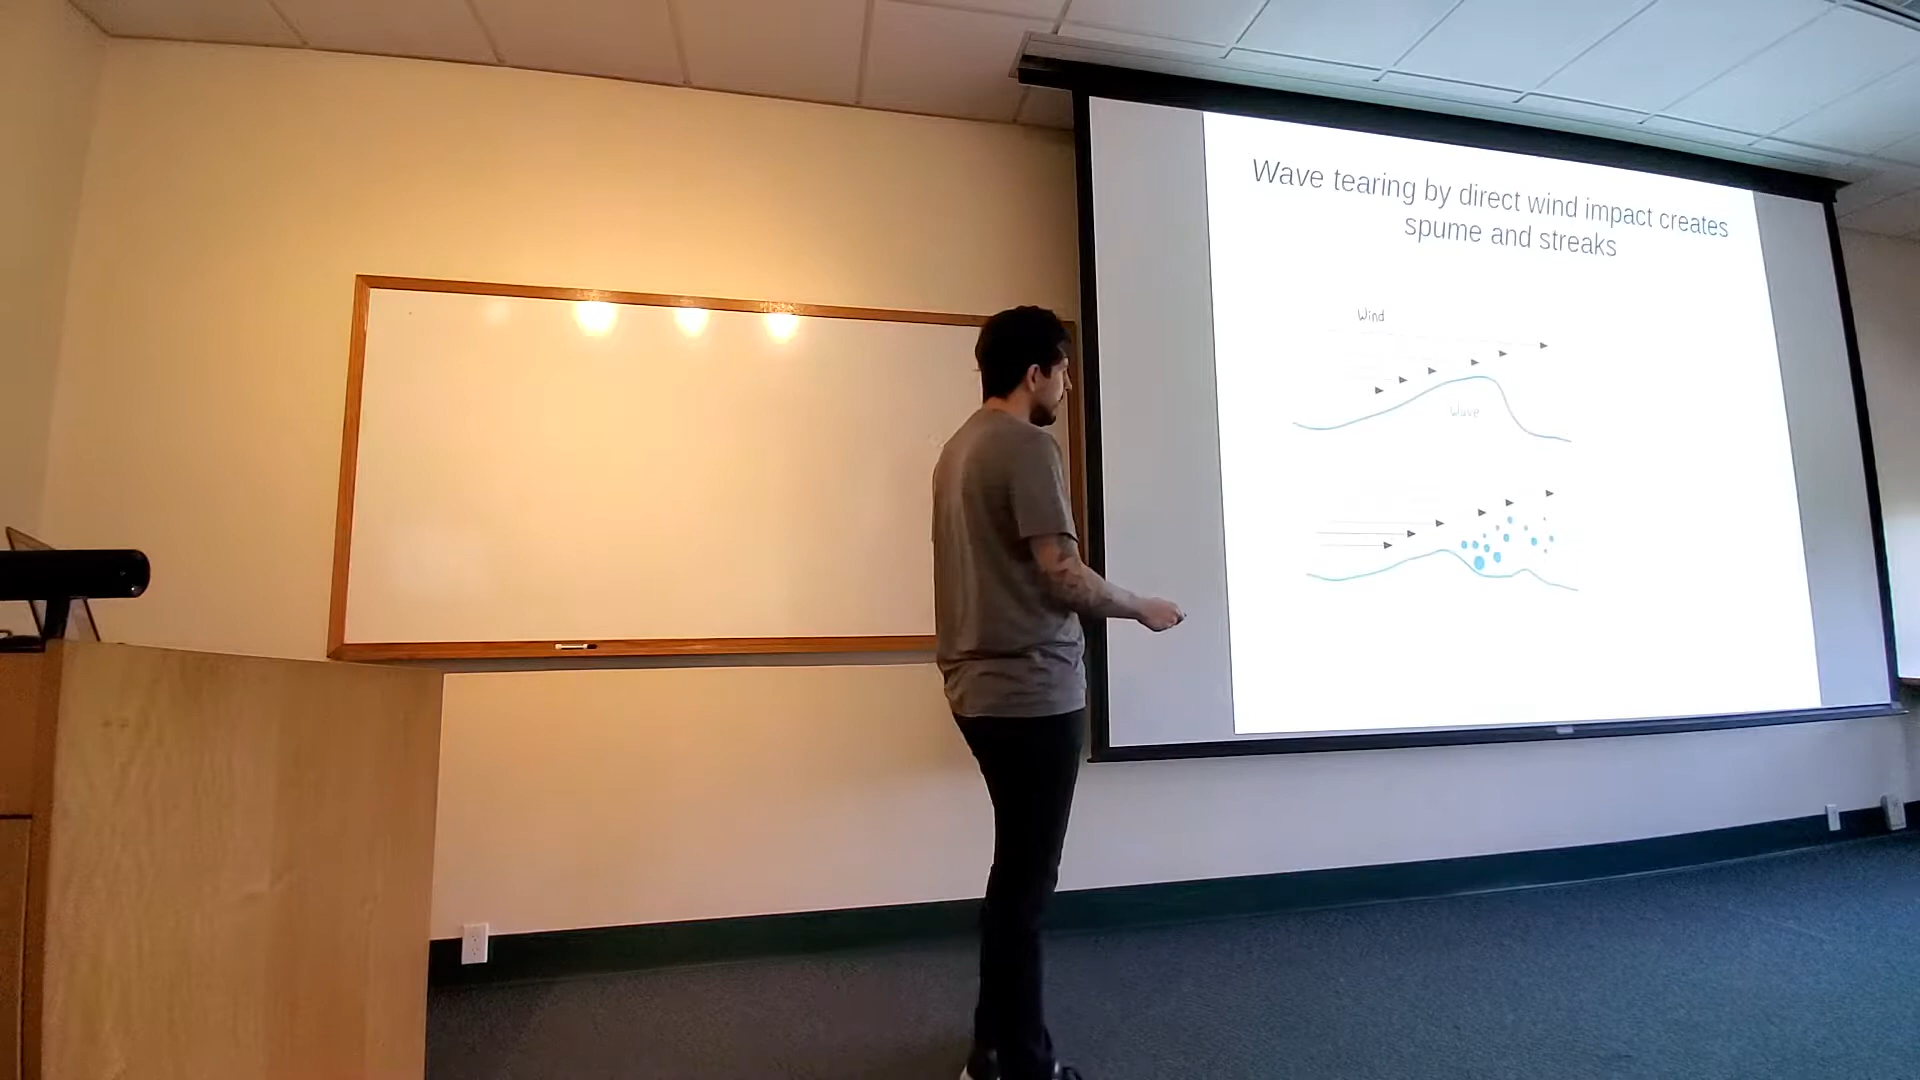 Wave tearing by direct wind impact creates
spume and streaks
Wind
Wave